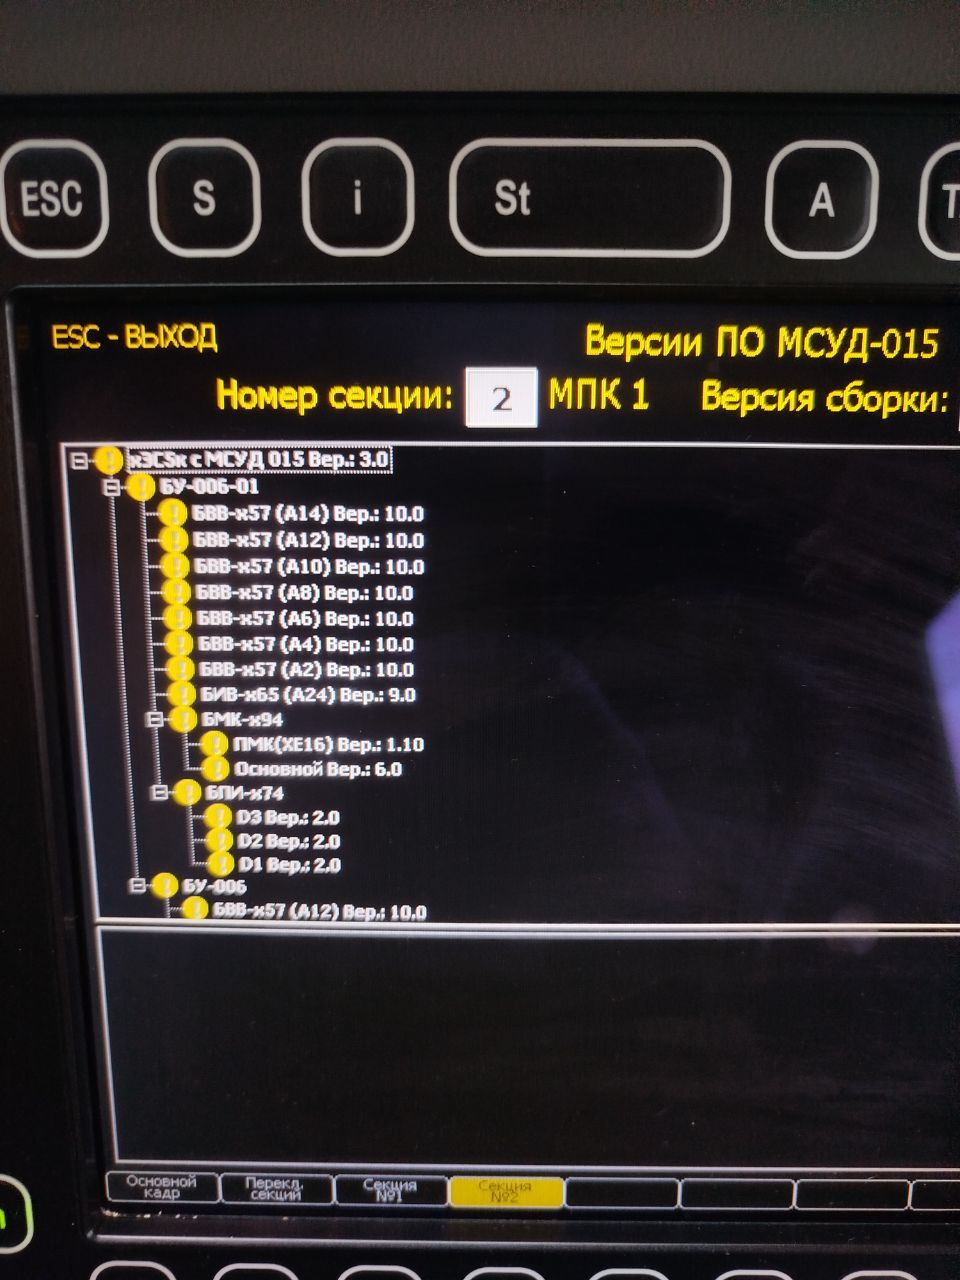 ESC S i St A
ESC - ВЫХОД
Версии ПО МСУД-015
Номер секции: 2 МПК 1 Версия сборки:
кЭС5к с МСУД 015 Вер.: 3.0
БУ-006-01
БВВ-х57 (А14) Вер.: 10.0
БВВ-х57 (А12) Вер.: 10.0
БВВ-х57 (А10) Вер.: 10.0
БВВ-х57 (А8) Вер.: 10.0
БВВ-х57 (А6) Вер.: 10.0
БВВ-х57 (А4) Вер.: 10.0
БВВ-х57 (А2) Вер.: 10.0
БИВ-х65 (А24) Вер.: 9.0
БМК-х94
ПМК(ХЕ16) Вер.: 1.10
Основной Вер.: 6.0
БПИ-х74
D3 Вер.: 2.0
D2 Вер.: 2.0
D1 Вер.: 2.0
БУ-006
БВВ-х57 (А12) Вер.: 10.0
Основной кадр
Перекл. секций
Секция №1
Секция №2